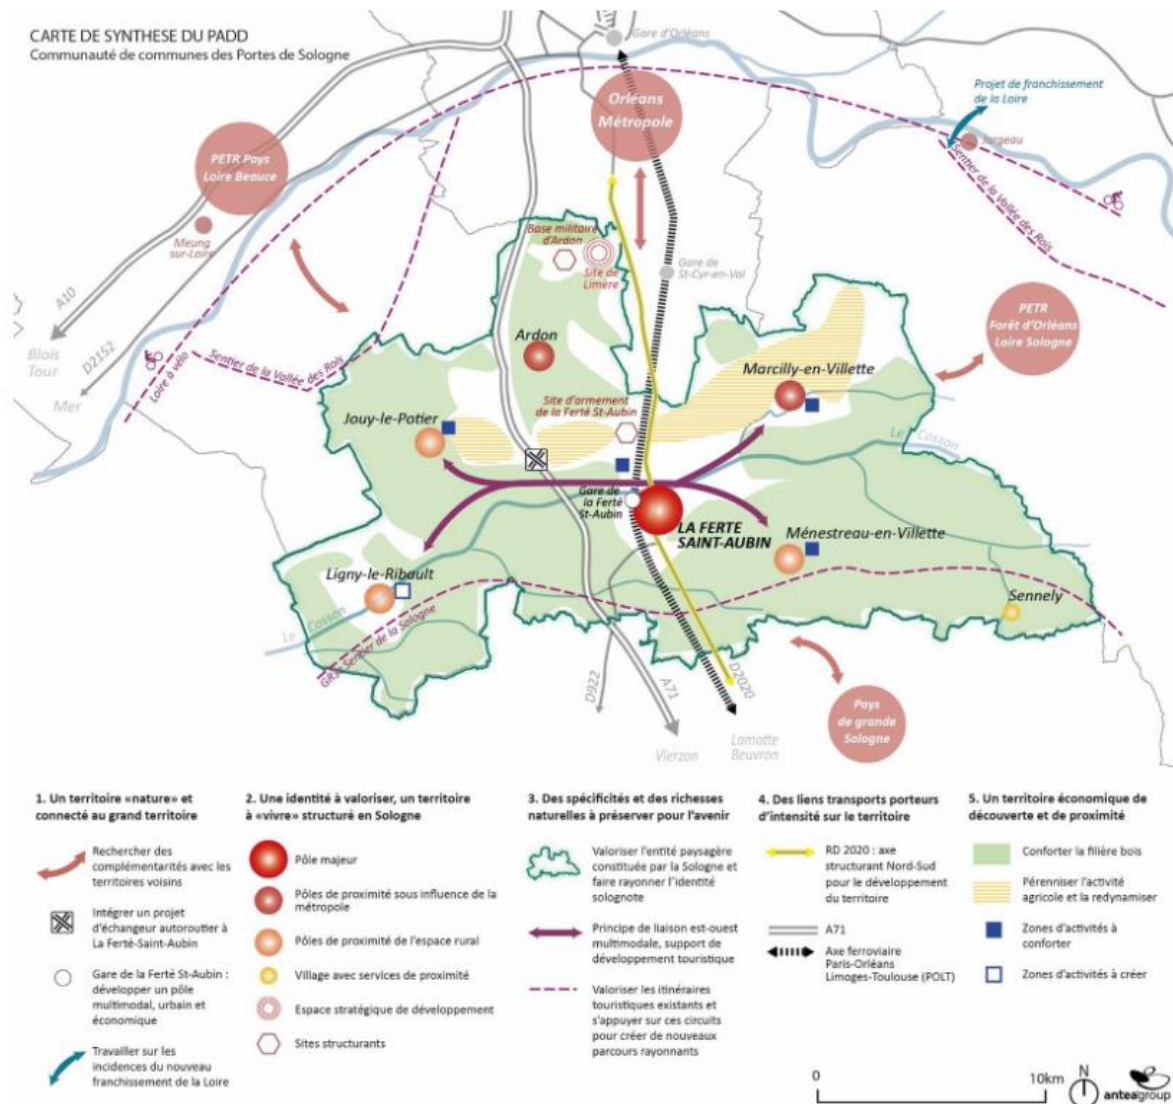 CARTE DE SYNTHESE DU PADD
Communauté de communes des Portes de Sologne
Gare d'Orléans
Orléans
Métropole
Projet de franchissement
de la Loire
Jargeau
Sentier de la Vallée des Rois
PETR Pays
Loire Beauce
Meung
sur-Loire
A10
D2152
Blois
Tour
Mer
Loire à vélo
Sentier de la Vallée des Rois
Base militaire
d'Ardon
Site de
Limère
Gare de
St-Cyr-en-Val
PETR
Forêt d'Orléans
Loire Sologne
Ardon
Marcilly-en-Villette
Site d'armement
de la Ferté St-Aubin
Jouy-le-Potier
Le Cosson
Gare de
la Ferté
St-Aubin
LA FERTE
SAINT-AUBIN
Ménestreau-en-Villette
Ligny-le-Ribault
Sennely
Le Cosson
GR3 - Sentier de la Sologne
D922
A71
D2020
Pays
de grande
Sologne
Vierzon
Lamotte
Beuvron
1. Un territoire «nature» et
connecté au grand territoire
Rechercher des
complémentarités avec les
territoires voisins
Intégrer un projet
d'échangeur autoroutier à
La Ferté-Saint-Aubin
Gare de la Ferté St-Aubin :
développer un pôle
multimodal, urbain et
économique
Travailler sur les
incidences du nouveau
franchissement de la Loire
2. Une identité à valoriser, un territoire
à «vivre» structuré en Sologne
Pôle majeur
Pôles de proximité sous influence de la
métropole
Pôles de proximité de l'espace rural
Village avec services de proximité
Espace stratégique de développement
Sites structurants
3. Des spécificités et des richesses
naturelles à préserver pour l'avenir
Valoriser l'entité paysagère
constituée par la Sologne et
faire rayonner l'identité
solognote
Principe de liaison est-ouest
multimodale, support de
développement touristique
Valoriser les itinéraires
touristiques existants et
s'appuyer sur ces circuits
pour créer de nouveaux
parcours rayonnants
4. Des liens transports porteurs
d'intensité sur le territoire
RD 2020 : axe
structurant Nord-Sud
pour le développement
du territoire
A71
Axe ferroviaire
Paris-Orléans
Limoges-Toulouse (POLT)
5. Un territoire économique de
découverte et de proximité
Conforter la filière bois
Pérenniser l'activité
agricole et la redynamiser
Zones d'activités à
conforter
Zones d'activités à créer
0
10km
N
anteagroup